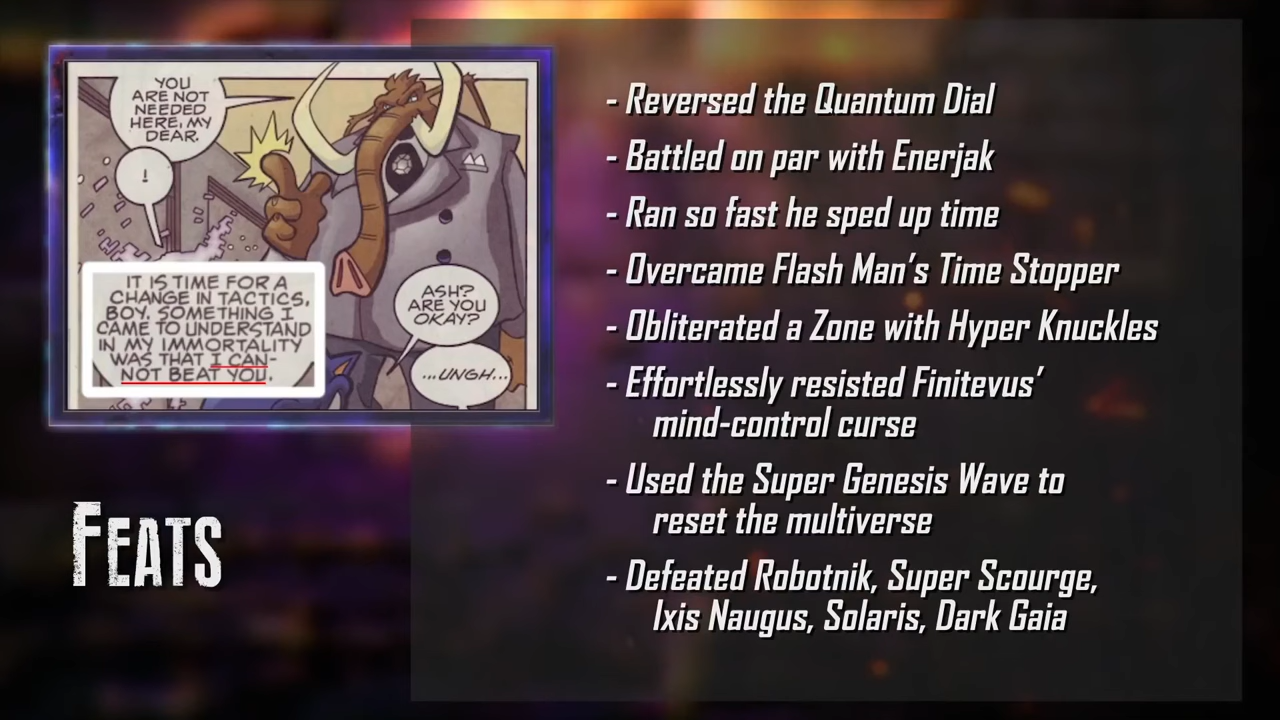 YOU
ARE NOT
NEEDED
HERE, MY
DEAR.
!
IT IS TIME FOR A
CHANGE IN TACTICS,
BOY. SOMETHING I
CAME TO UNDERSTAND
IN MY IMMORTALITY
WAS THAT I CAN-
NOT BEAT YOU.
ASH?
ARE YOU
OKAY?
...UNGH...
FEATS
- Reversed the Quantum Dial
- Battled on par with Enerjak
- Ran so fast he sped up time
- Overcame Flash Man's Time Stopper
- Obliterated a Zone with Hyper Knuckles
- Effortlessly resisted Finitevus'
mind-control curse
- Used the Super Genesis Wave to
reset the multiverse
- Defeated Robotnik, Super Scourge,
Ixis Naugus, Solaris, Dark Gaia